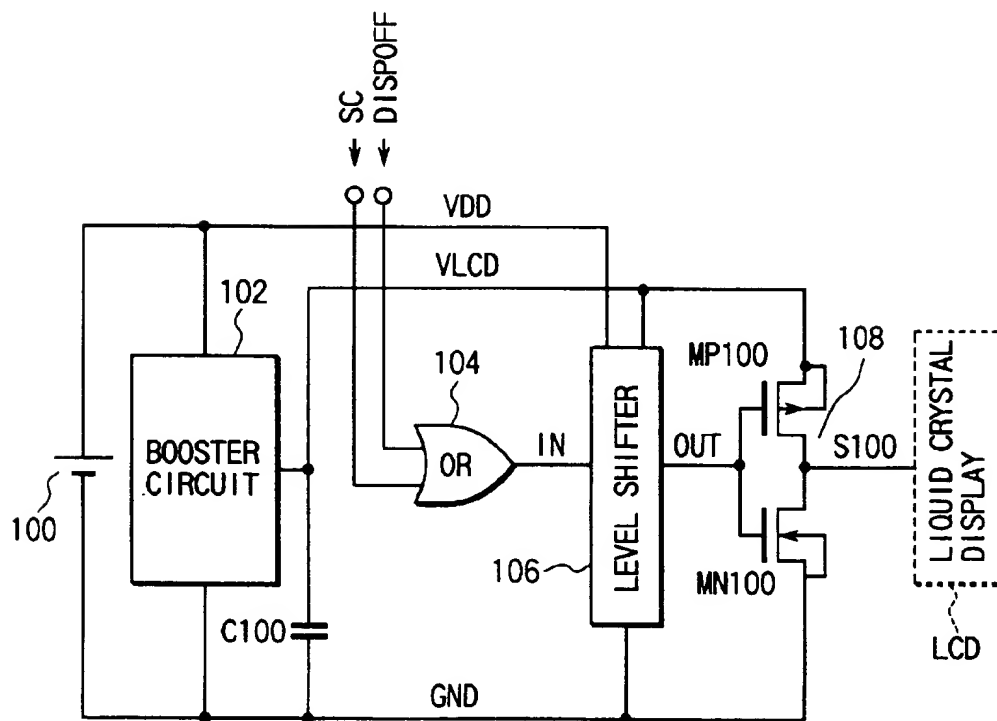 SC
DISPOFF
VDD
VLCD
102
MP100
108
104
BOOSTER
CIRCUIT
OR
IN
LEVEL SHIFTER
OUT
S100
LIQUID CRYSTAL
DISPLAY
100
106
MN100
C100
LCD
GND